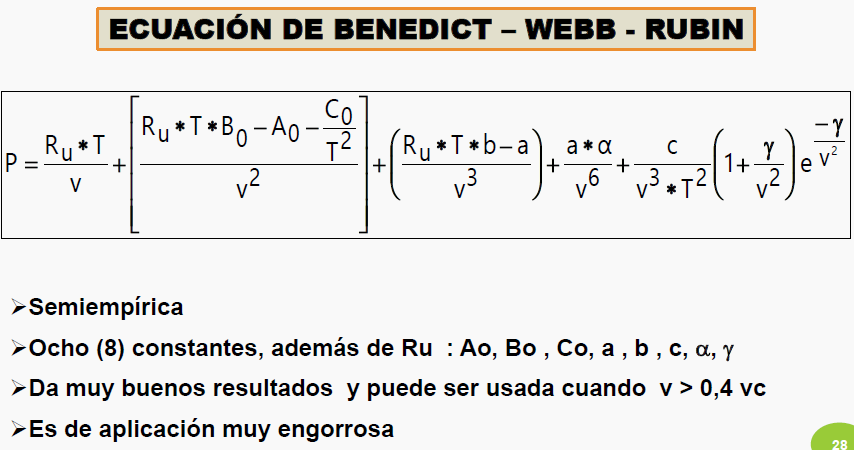 ECUACIÓN DE BENEDICT – WEBB - RUBIN
P = \frac{R_u * T}{v} + \left[ \frac{R_u * T * B_0 - A_0 - \frac{C_0}{T^2}}{v^2} \right] + \left( \frac{R_u * T * b - a}{v^3} \right) + \frac{a * α}{v^6} + \frac{c}{v^3 * T^2} \left( 1 + \frac{γ}{v^2} \right) e^{\frac{-γ}{v^2}}
➢Semiempírica
➢Ocho (8) constantes, además de Ru : Ao, Bo , Co, a , b , c, α, γ
➢Da muy buenos resultados y puede ser usada cuando v > 0,4 vc
➢Es de aplicación muy engorrosa
28